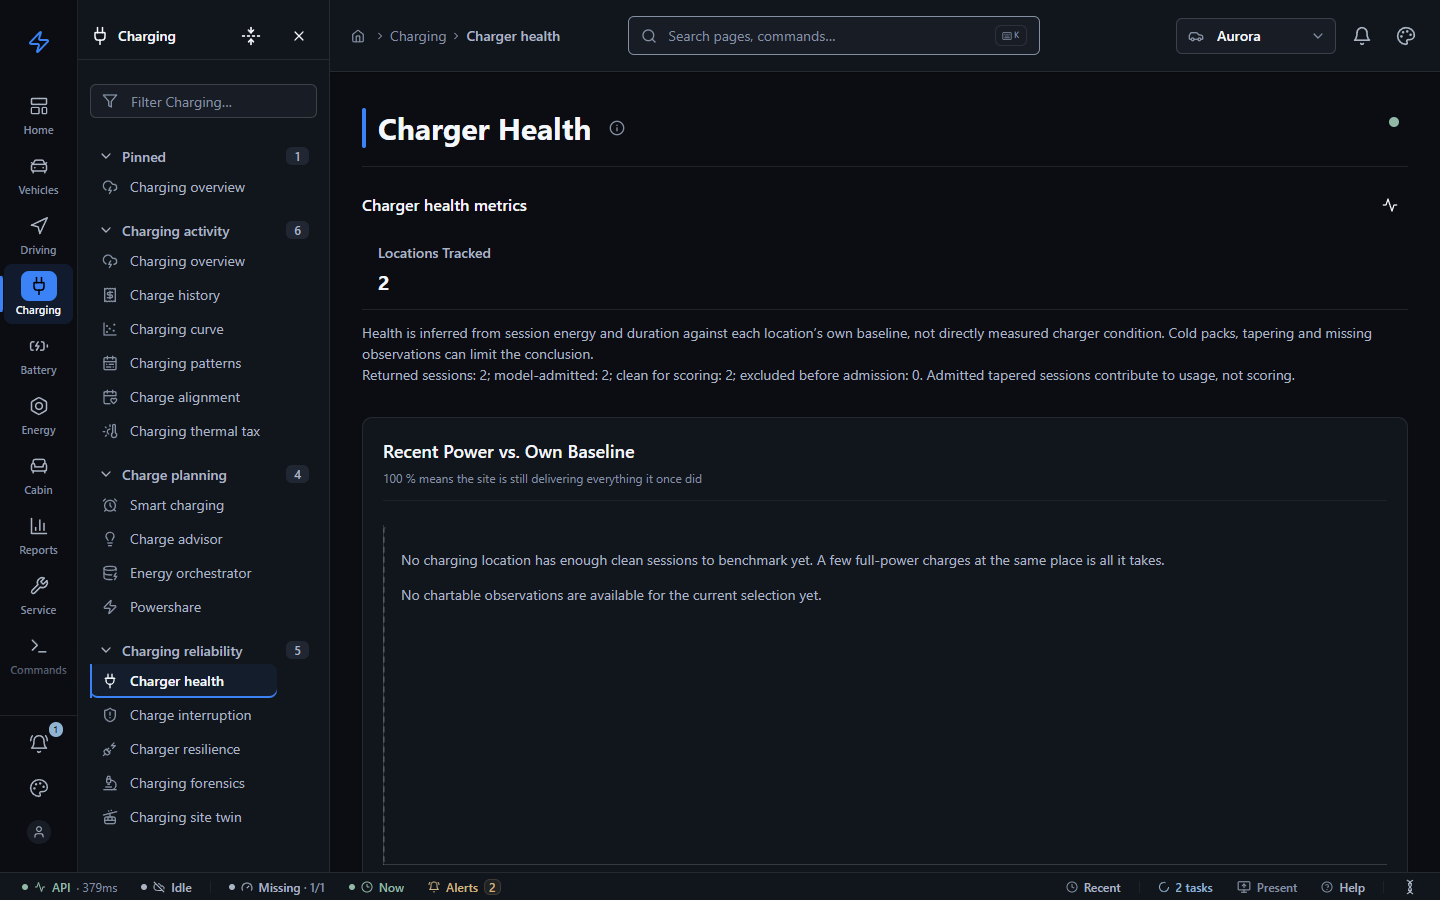 Home
Vehicles
Driving
Charging
Battery
Energy
Cabin
Reports
Service
Commands
1
Charging
Filter Charging...
Pinned 1
Charging overview
Charging activity 6
Charging overview
Charge history
Charging curve
Charging patterns
Charge alignment
Charging thermal tax
Charge planning 4
Smart charging
Charge advisor
Energy orchestrator
Powershare
Charging reliability 5
Charger health
Charge interruption
Charger resilience
Charging forensics
Charging site twin
Charging Charger health
Search pages, commands... K
Aurora
Charger Health
Charger health metrics
Locations Tracked
2
Health is inferred from session energy and duration against each location's own baseline, not directly measured charger condition. Cold packs, tapering and missing
observations can limit the conclusion.
Returned sessions: 2; model-admitted: 2; clean for scoring: 2; excluded before admission: 0. Admitted tapered sessions contribute to usage, not scoring.
Recent Power vs. Own Baseline
100 % means the site is still delivering everything it once did
No charging location has enough clean sessions to benchmark yet. A few full-power charges at the same place is all it takes.
No chartable observations are available for the current selection yet.
API · 379ms Idle Missing · 1/1 Now Alerts 2 Recent 2 tasks Present Help